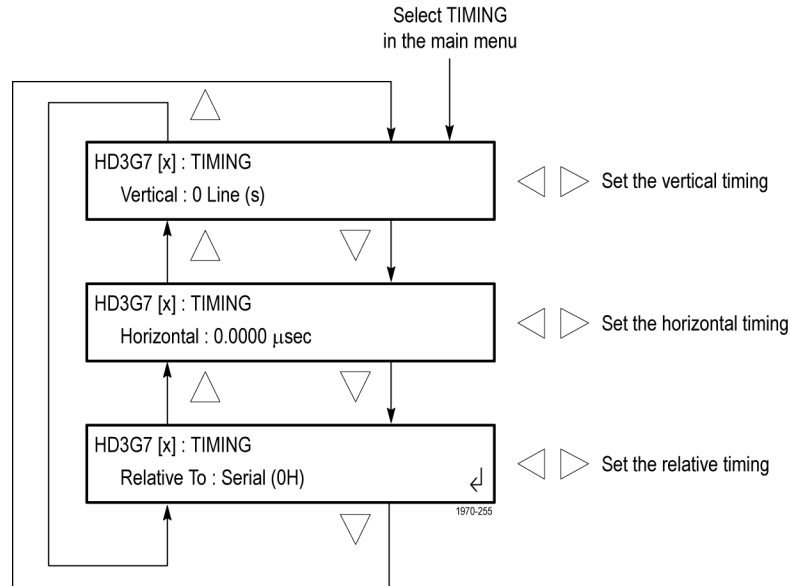 Select TIMING
in the main menu
HD3G7 [x] : TIMING
Vertical : 0 Line (s)
Set the vertical timing
HD3G7 [x] : TIMING
Horizontal : 0.0000 μsec
Set the horizontal timing
HD3G7 [x] : TIMING
Relative To : Serial (0H)
Set the relative timing
1970-255